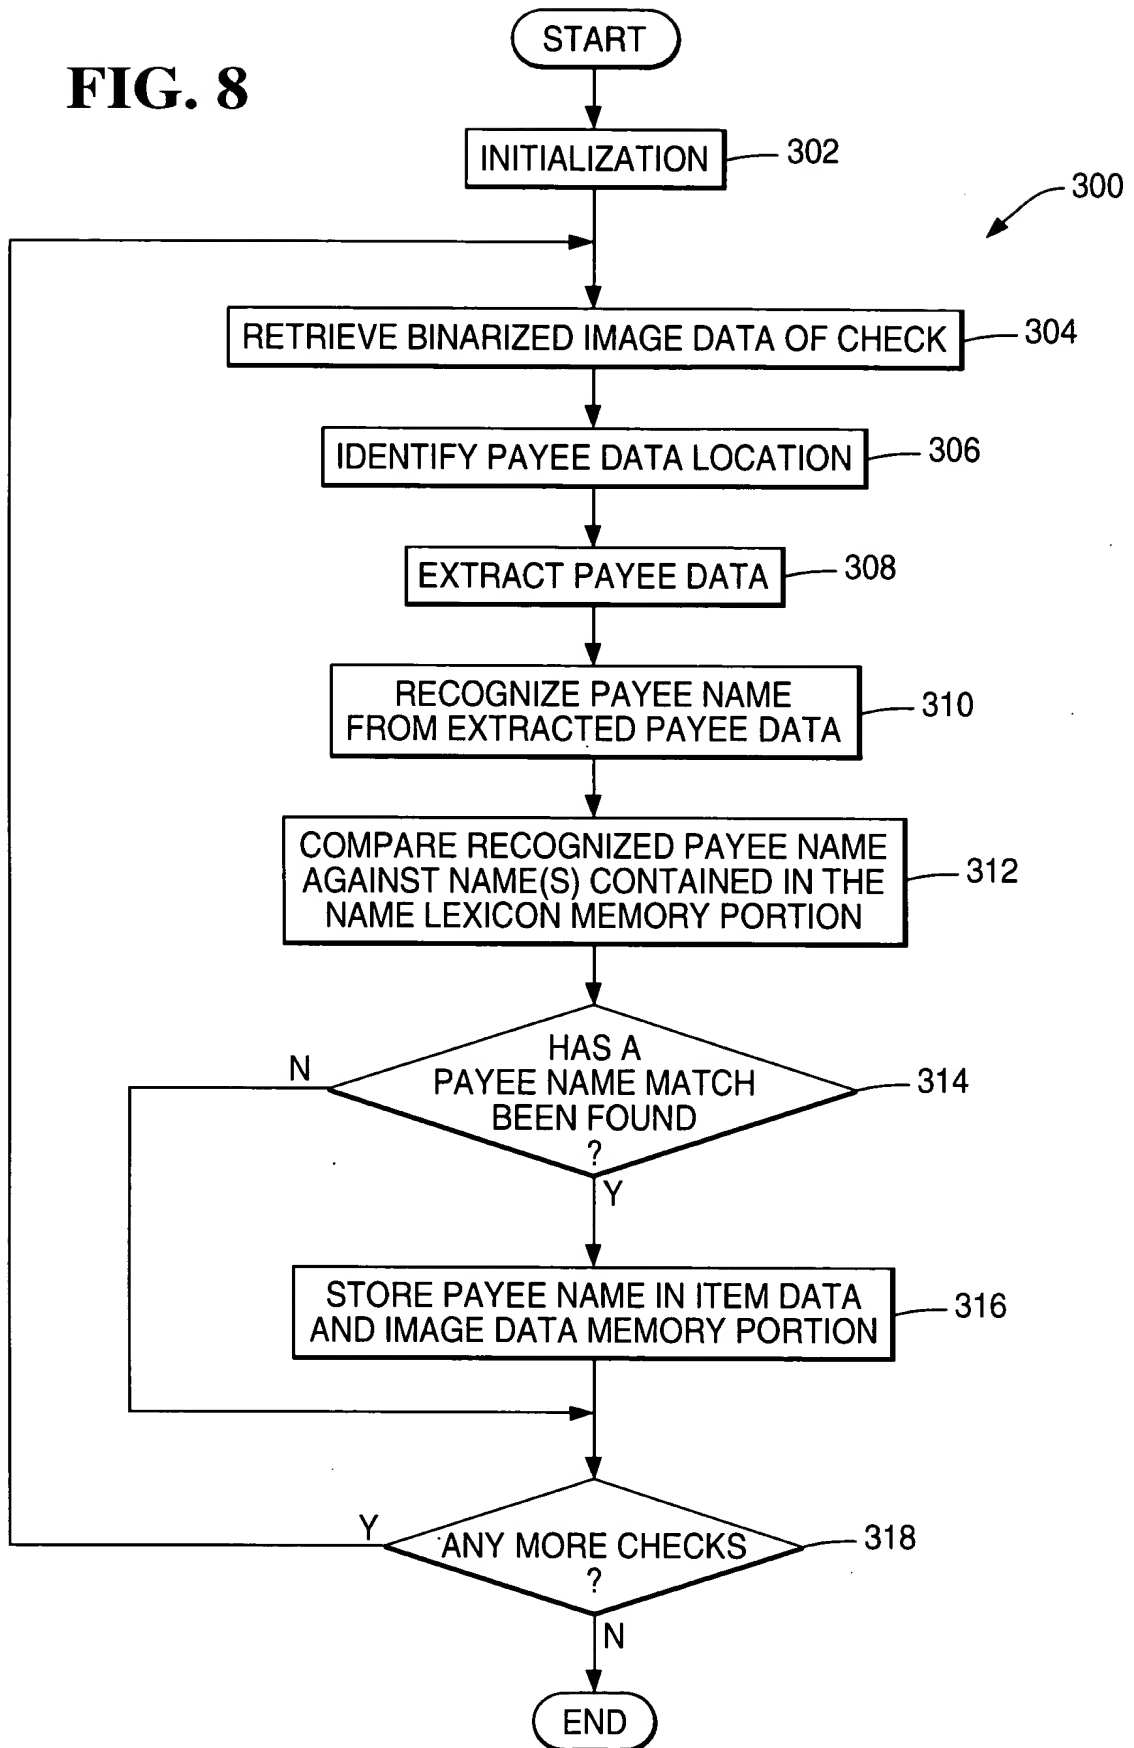 START
FIG. 8
INITIALIZATION
302
300
RETRIEVE BINARIZED IMAGE DATA OF CHECK
304
IDENTIFY PAYEE DATA LOCATION
306
EXTRACT PAYEE DATA
308
RECOGNIZE PAYEE NAME
FROM EXTRACTED PAYEE DATA
310
COMPARE RECOGNIZED PAYEE NAME
AGAINST NAME(S) CONTAINED IN THE
NAME LEXICON MEMORY PORTION
312
HAS A
PAYEE NAME MATCH
BEEN FOUND
?
314
N
Y
STORE PAYEE NAME IN ITEM DATA
AND IMAGE DATA MEMORY PORTION
316
ANY MORE CHECKS
?
318
Y
N
END